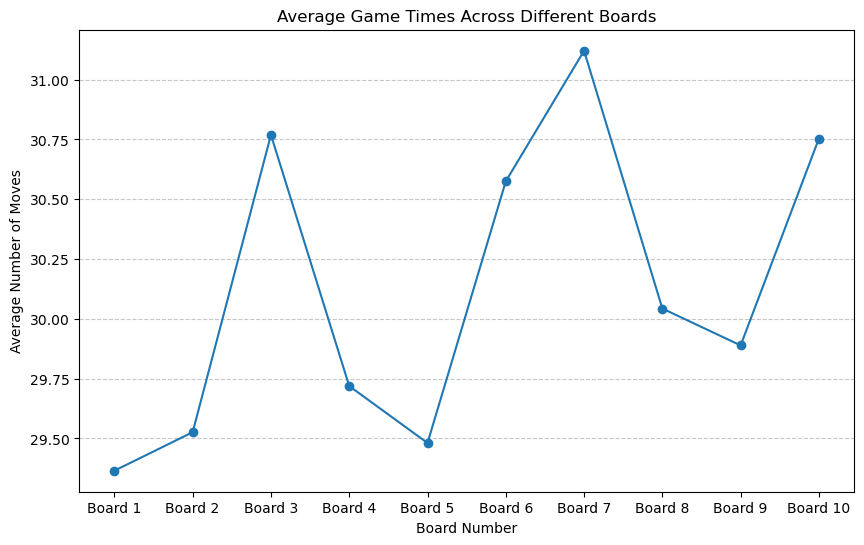 Average Game Times Across Different Boards
Average Number of Moves
31.00
30.75
30.50
30.25
30.00
29.75
29.50
Board 1 Board 2 Board 3 Board 4 Board 5 Board 6 Board 7 Board 8 Board 9 Board 10
Board Number